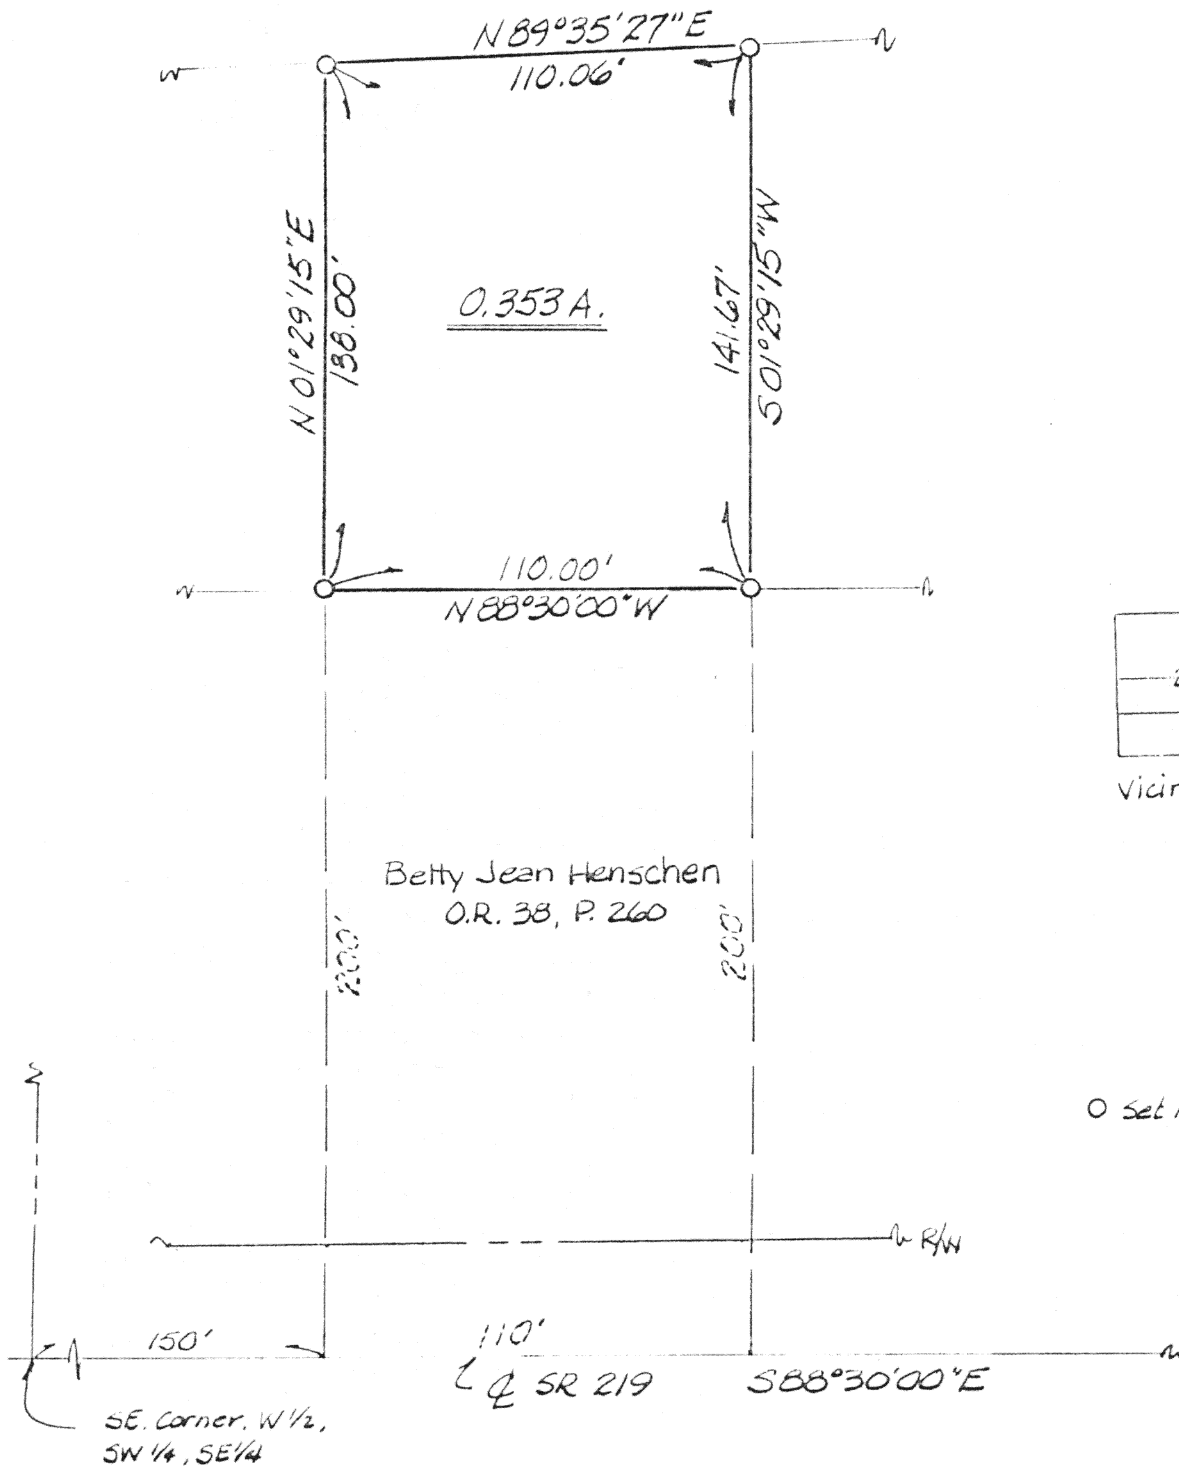 N 89°35'27" E
110.06'
N 01°29'15" E
138.00'
0.353 A.
141.67'
S 01°29'15" W
110.00'
N 88°30'00" W
Betty Jean Henschen
O.R. 38, P. 260
200'
200'
Set
R/W
150'
110'
℄ SR 219
S 88°30'00" E
SE. Corner, W 1/2,
SW 1/4, SE 1/4